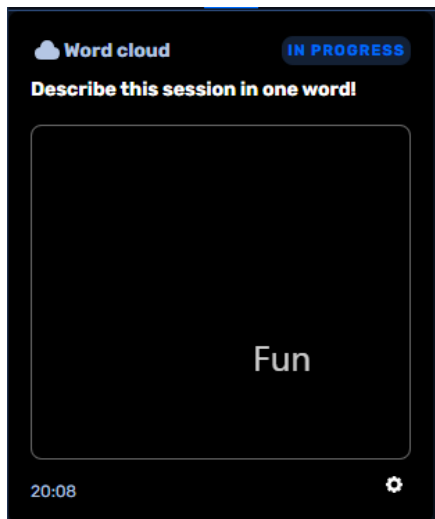 Word cloud
IN PROGRESS
Describe this session in one word!
Fun
20:08